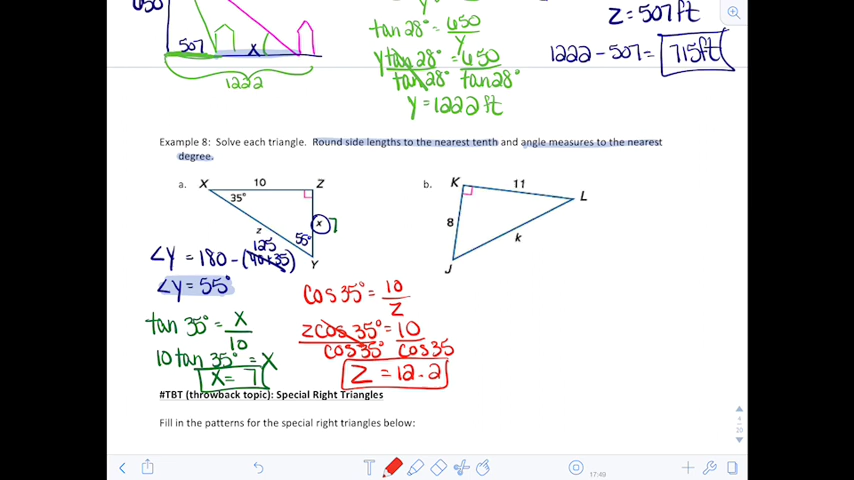 650
507
x
1222
y
tan 28° = 650/y
y tan 28° = 650
tan 28° tan 28°
y = 1222 ft
z = 507 ft
1222 - 507 = 715 ft
Example 8: Solve each triangle. Round side lengths to the nearest tenth and angle measures to the nearest
degree.
a.
X 10 Z
35°
z x 7
55°
Y
b.
K 11 L
8 k
J
125
∠Y = 180 - (90+35)
∠Y = 55°
tan 35° = x/10
10 tan 35° = x
x = 7
cos 35° = 10/z
z cos 35° = 10
cos 35° cos 35
z = 12.2
#TBT (throwback topic): Special Right Triangles
Fill in the patterns for the special right triangles below:
T
17:49